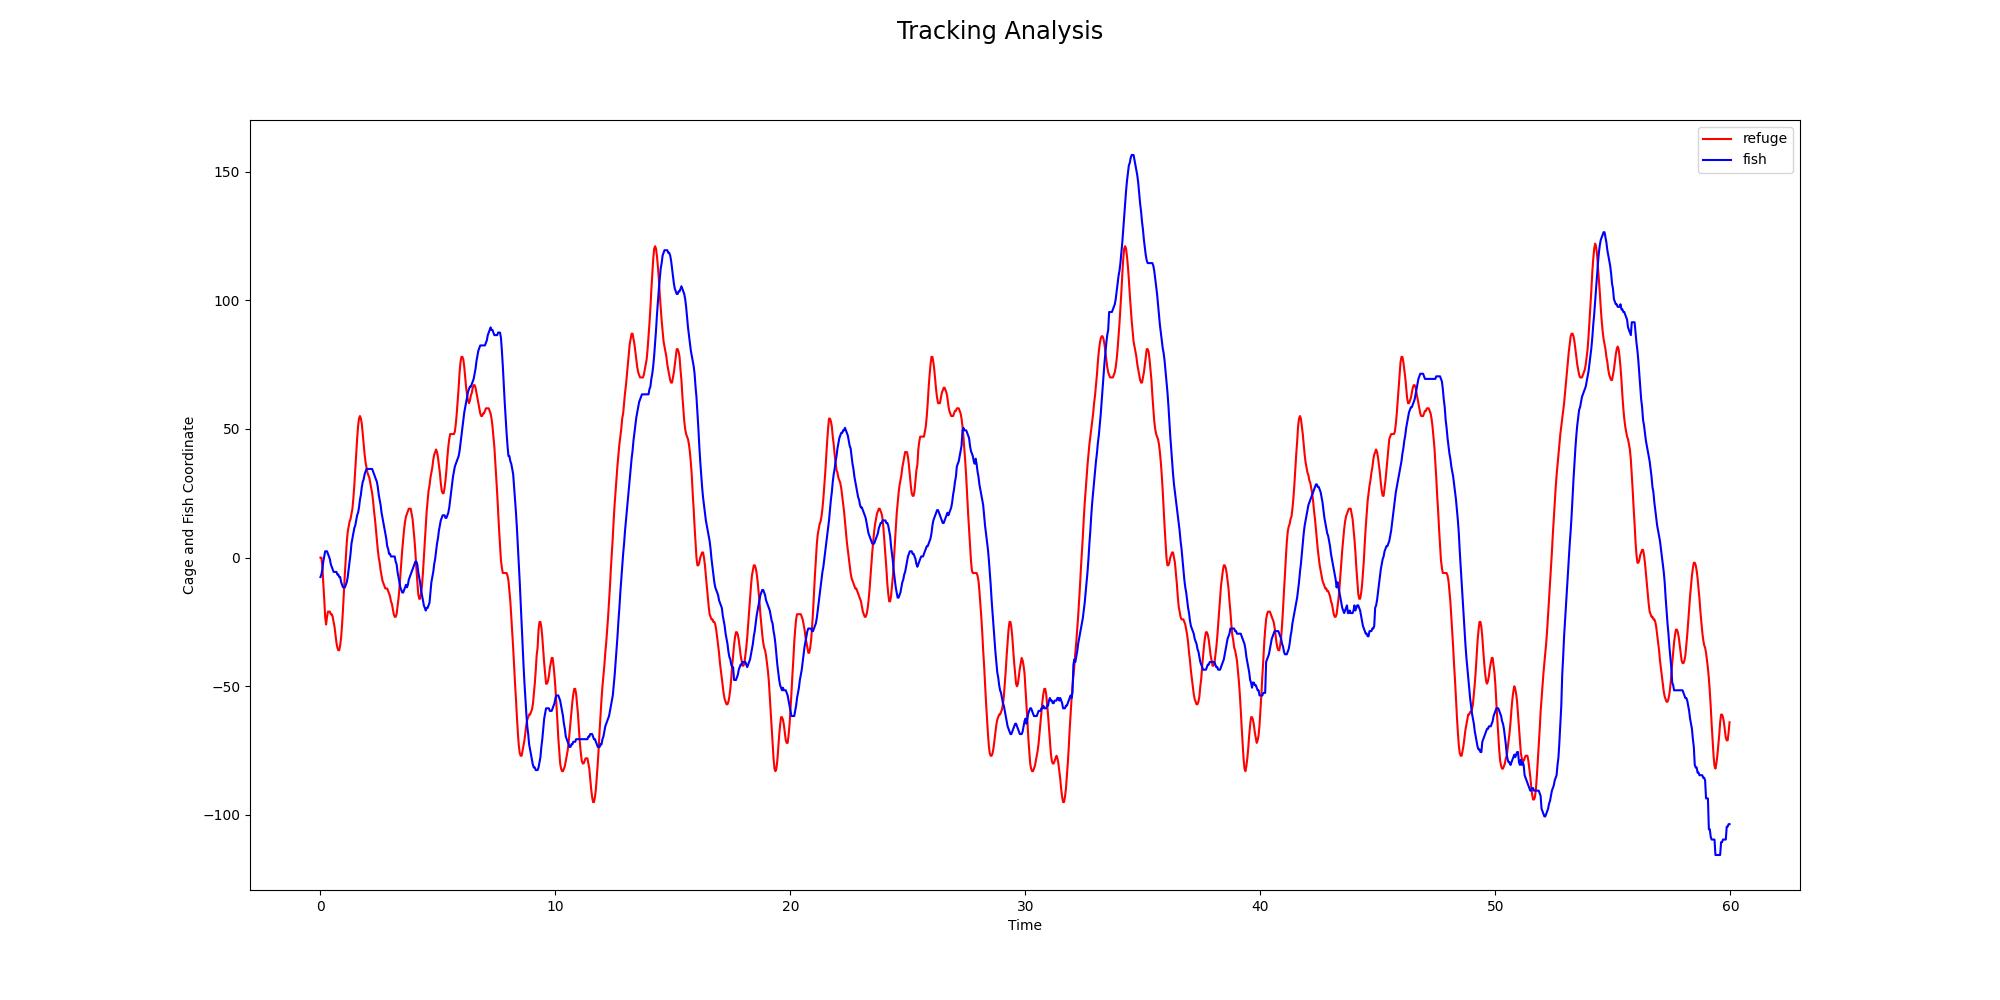 Tracking Analysis
refuge
fish
Cage and Fish Coordinate
150
100
50
0
−50
−100
0 10 20 30 40 50 60
Time